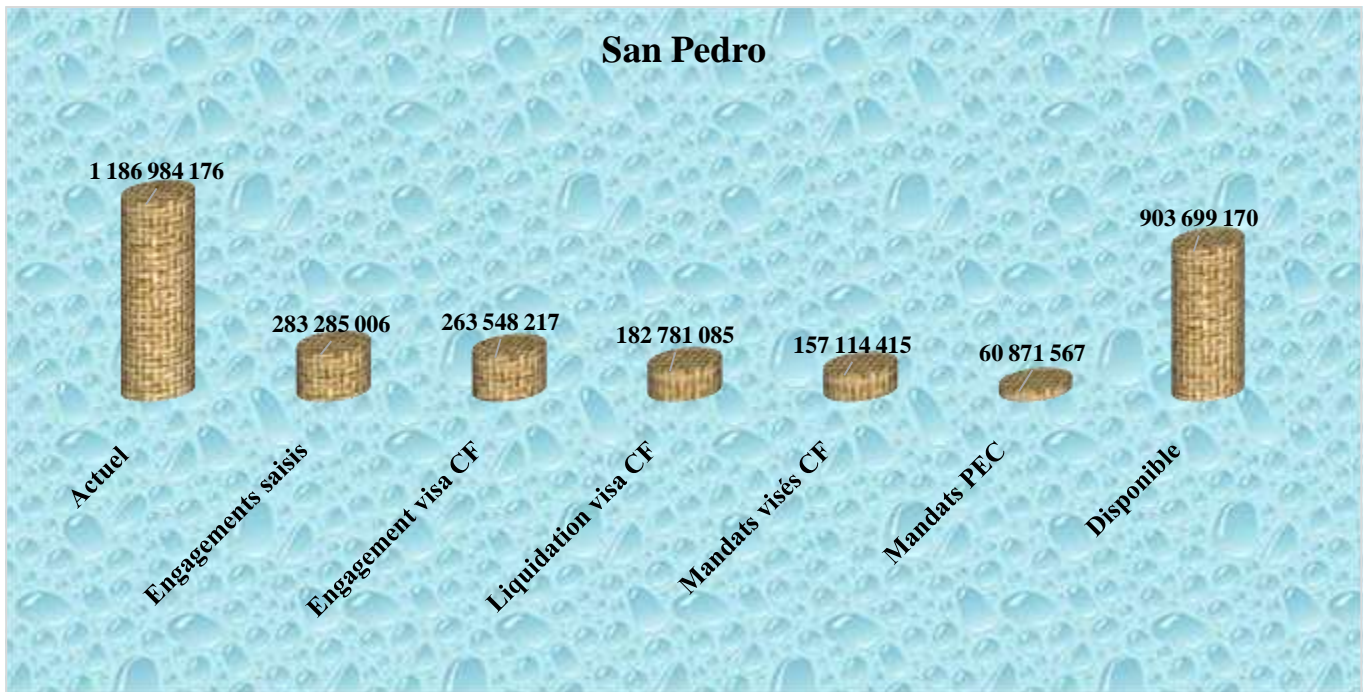 San Pedro
1 186 984 176
283 285 006
263 548 217
182 781 085
157 114 415
60 871 567
903 699 170
Actuel
Engagements saisis
Engagement visa CF
Liquidation visa CF
Mandats visés CF
Mandats PEC
Disponible